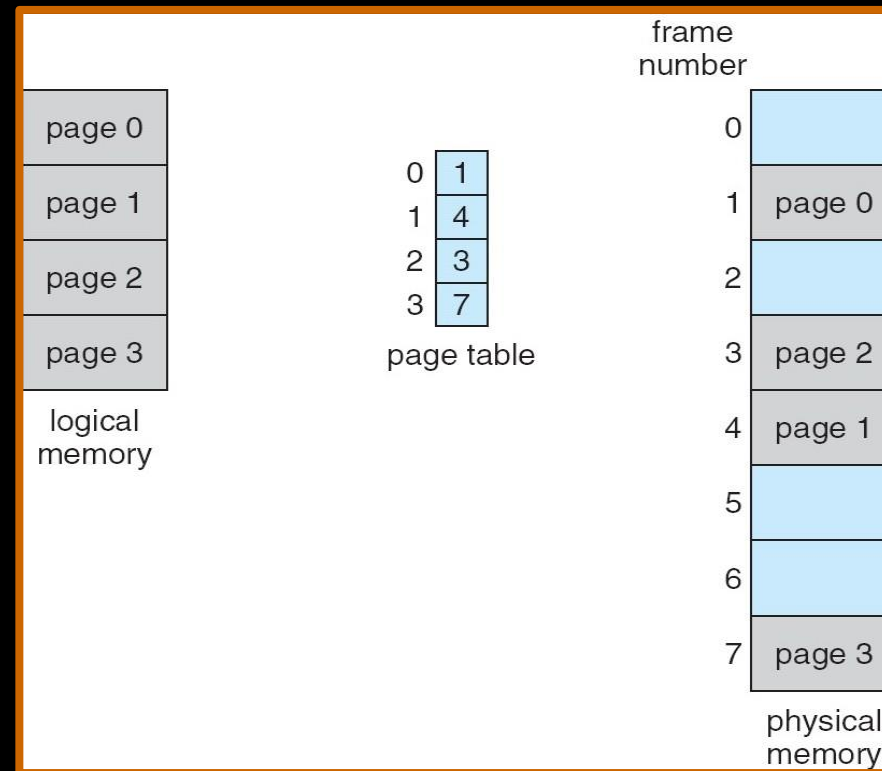 frame
number
page 0
page 1
page 2
page 3
logical
memory
0 1
1 4
2 3
3 7
page table
0
1 page 0
2
3 page 2
4 page 1
5
6
7 page 3
physical
memory